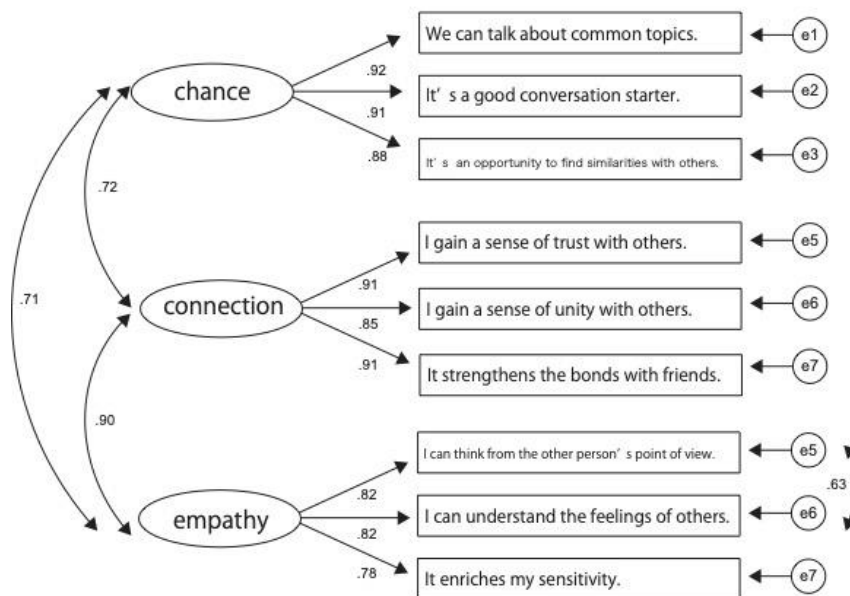 We can talk about common topics.
e1
.92
chance
It' s a good conversation starter.
e2
.91
.88
It' s an opportunity to find similarities with others.
e3
.72
I gain a sense of trust with others.
e5
.91
.71
connection
I gain a sense of unity with others.
e6
.85
.91
It strengthens the bonds with friends.
e7
.90
I can think from the other person' s point of view.
e5
.82
.63
empathy
I can understand the feelings of others.
e6
.82
.78
It enriches my sensitivity.
e7